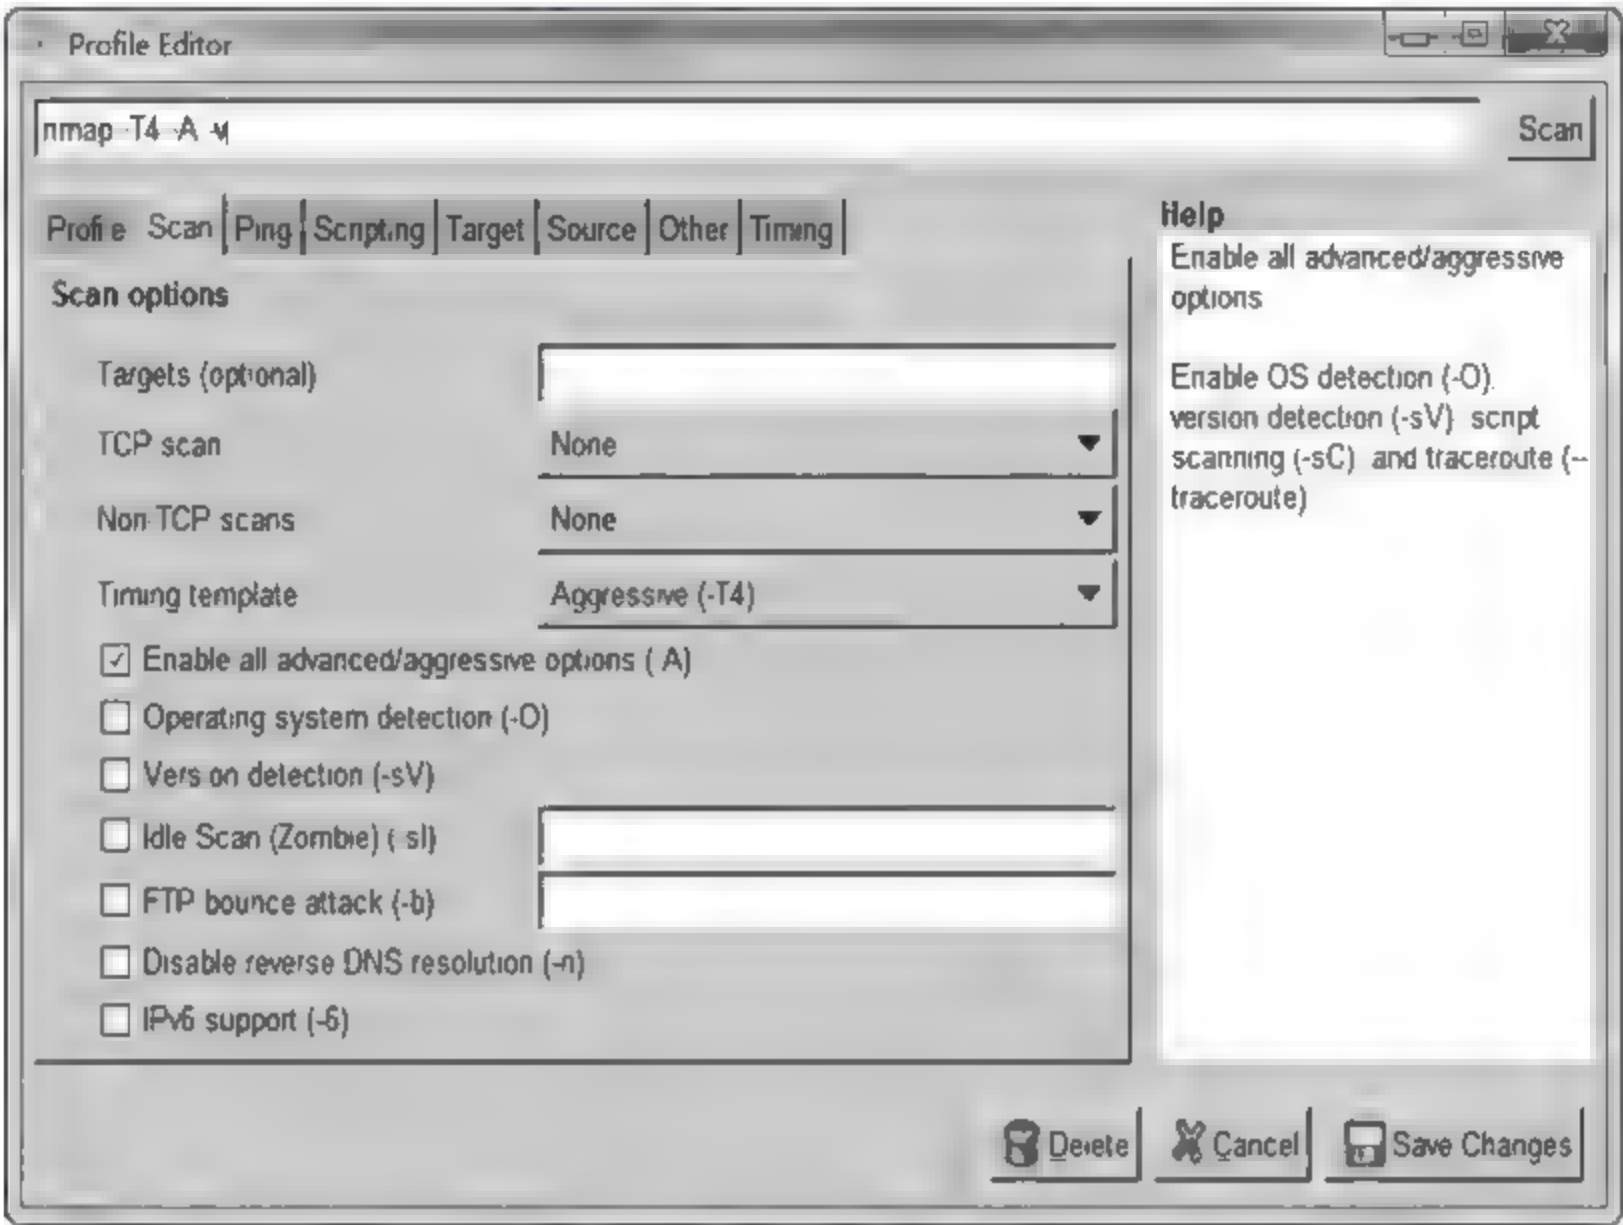 Profile Editor
nmap -T4 -A -v
Scan
Profile Scan Ping Scripting Target Source Other Timing
Scan options
Targets (optional)
TCP scan None
Non-TCP scans None
Timing template Aggressive (-T4)
Enable all advanced/aggressive options (-A)
Operating system detection (-O)
Version detection (-sV)
Idle Scan (Zombie) (-sI)
FTP bounce attack (-b)
Disable reverse DNS resolution (-n)
IPv6 support (-6)
Help
Enable all advanced/aggressive
options
Enable OS detection (-O),
version detection (-sV), script
scanning (-sC), and traceroute (--
traceroute)
Delete Cancel Save Changes